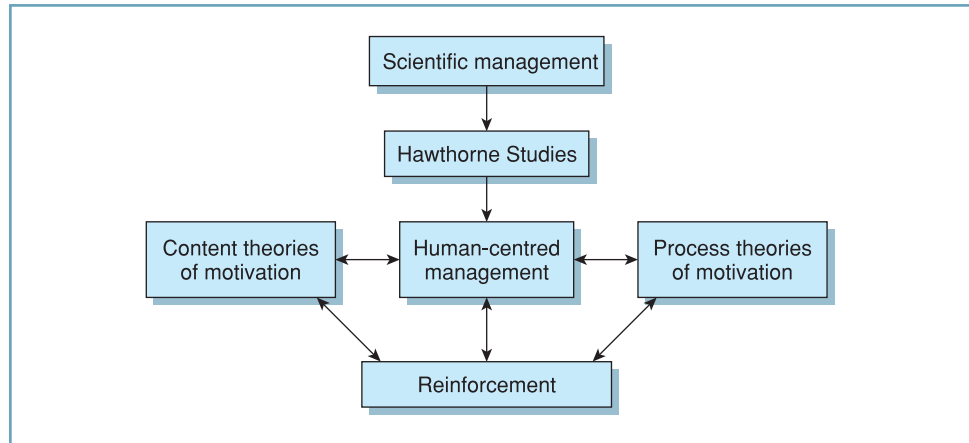 Scientific management
Hawthorne Studies
Content theories
of motivation
Human-centred
management
Process theories
of motivation
Reinforcement